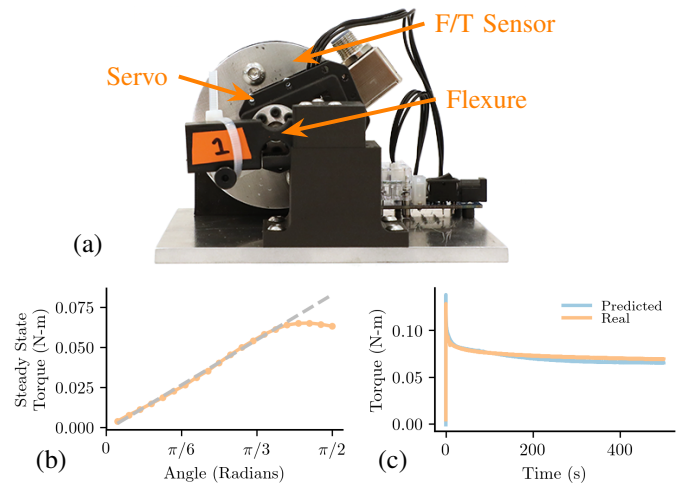 F/T Sensor
Servo
Flexure
1
(a)
Steady State
Torque (N-m)
0.075
0.050
0.025
0.000
0
π/6
π/3
π/2
Angle (Radians)
(b)
Torque (N-m)
0.10
0.05
0.00
Predicted
Real
0
200
400
Time (s)
(c)